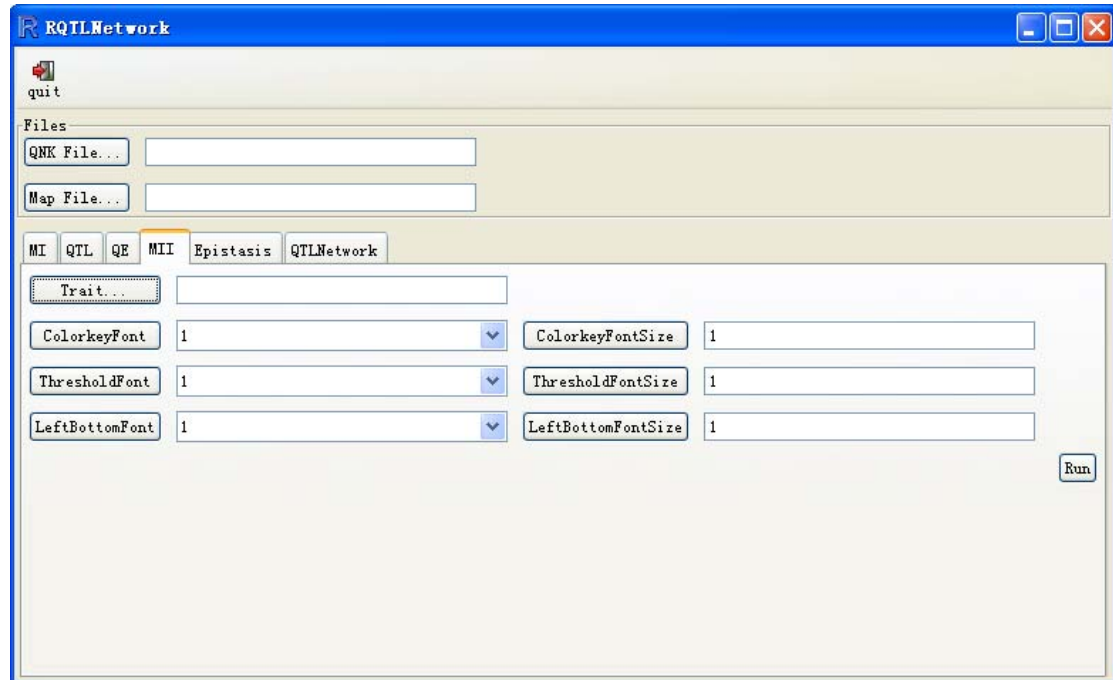 RQTLNetwork
quit
Files
QNK File...
Map File...
MI QTL QE MII Epistasis QTLNetwork
Trait...
ColorkeyFont 1 ColorkeyFontSize 1
ThresholdFont 1 ThresholdFontSize 1
LeftBottomFont 1 LeftBottomFontSize 1
Run